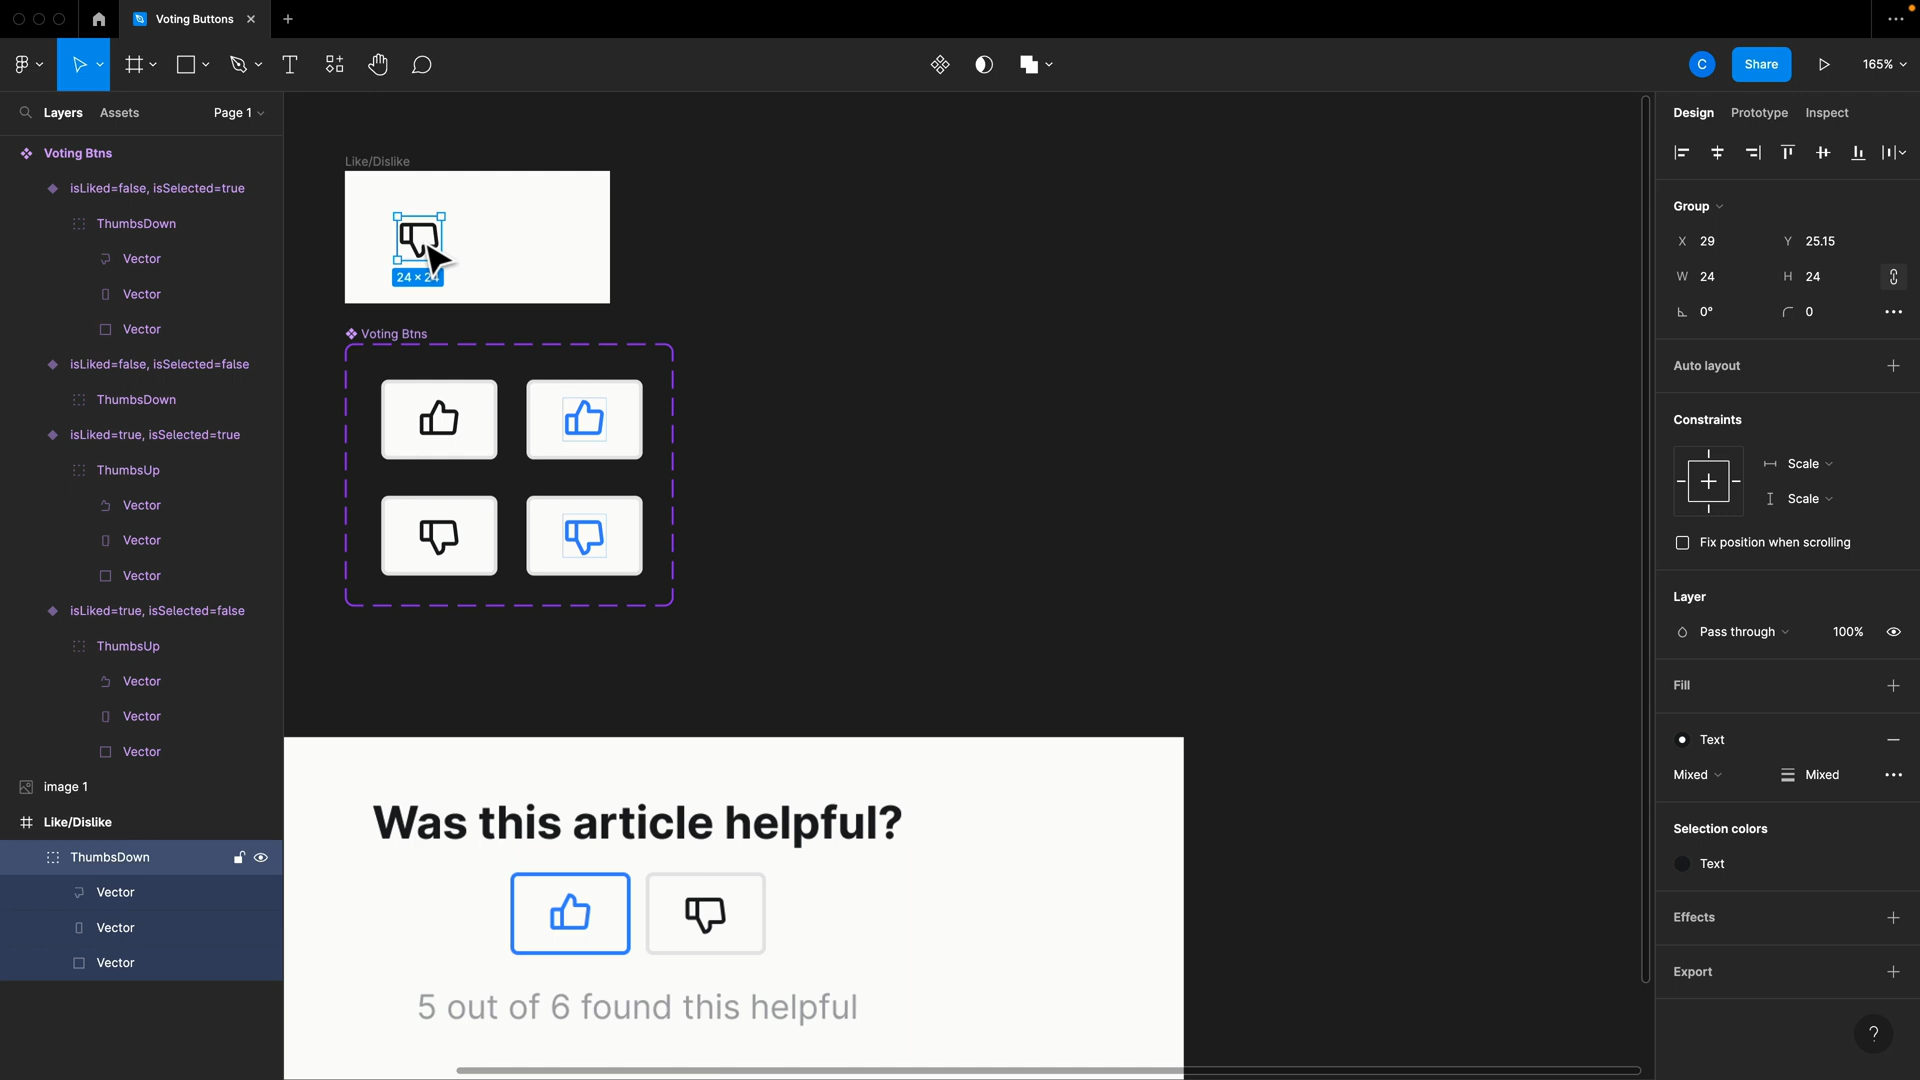 Voting Buttons
C
Share
165%
Layers
Assets
Page 1
Voting Btns
isLiked=false, isSelected=true
ThumbsDown
Vector
Vector
Vector
isLiked=false, isSelected=false
ThumbsDown
isLiked=true, isSelected=true
ThumbsUp
Vector
Vector
Vector
isLiked=true, isSelected=false
ThumbsUp
Vector
Vector
Vector
image 1
Like/Dislike
ThumbsDown
Vector
Vector
Vector
Like/Dislike
Voting Btns
Was this article helpful?
5 out of 6 found this helpful
Design
Prototype
Inspect
Group
X 29
Y 25.15
W 24
H 24
0°
0
Auto layout
Constraints
Scale
Scale
Fix position when scrolling
Layer
Pass through
100%
Fill
Text
Mixed
Mixed
Selection colors
Text
Effects
Export
?